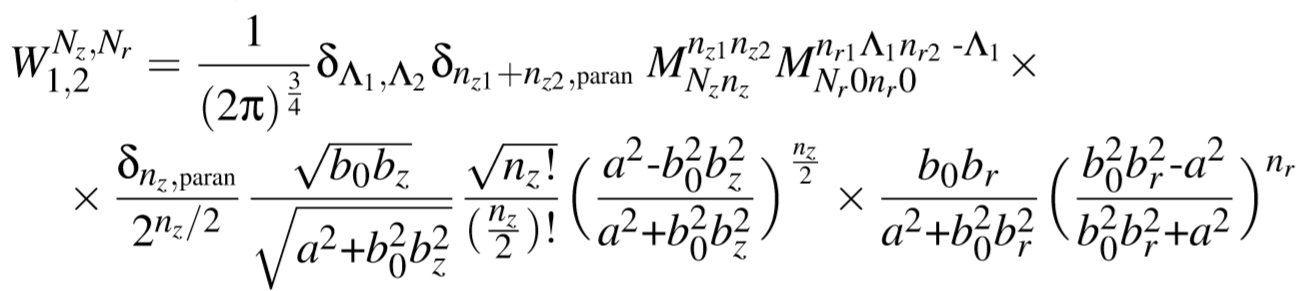 W_{1,2}^{N_z,N_r} = \frac{1}{(2\pi)^{\frac{3}{4}}} \delta_{\Lambda_1,\Lambda_2} \delta_{n_{z1}+n_{z2},\text{paran}} M_{N_z n_z}^{n_{z1} n_{z2}} M_{N_r 0 n_r 0}^{n_{r1} \Lambda_1 n_{r2} \text{ -}\Lambda_1} \times
\times \frac{\delta_{n_z,\text{paran}}}{2^{n_z/2}} \frac{\sqrt{b_0 b_z}}{\sqrt{a^2+b_0^2 b_z^2}} \frac{\sqrt{n_z!}}{(\frac{n_z}{2})!} \left( \frac{a^2 \text{-} b_0^2 b_z^2}{a^2+b_0^2 b_z^2} \right)^{\frac{n_z}{2}} \times \frac{b_0 b_r}{a^2+b_0^2 b_r^2} \left( \frac{b_0^2 b_r^2 \text{-} a^2}{b_0^2 b_r^2+a^2} \right)^{n_r}